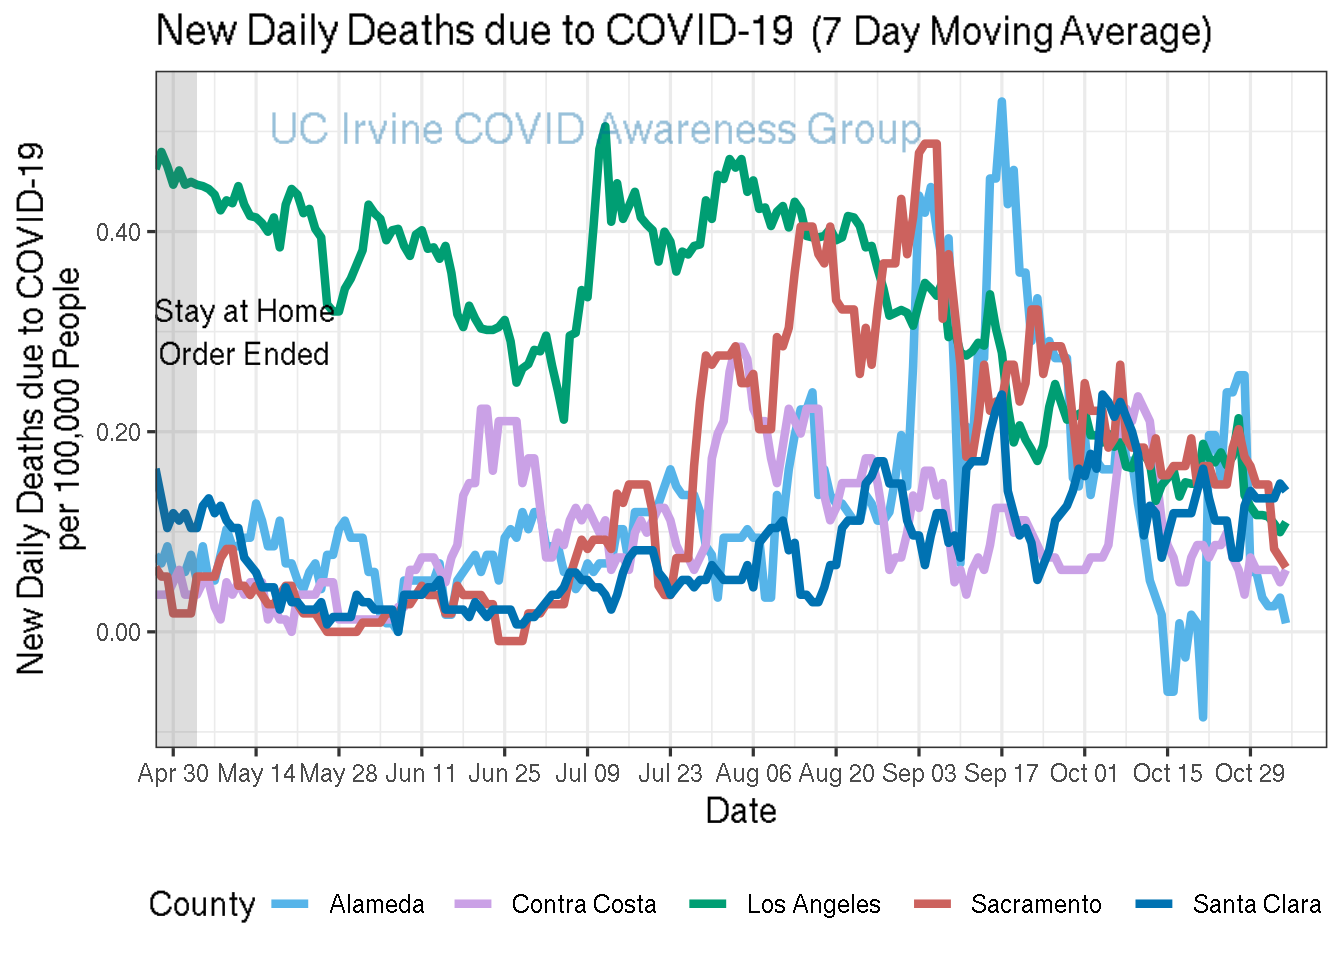 New Daily Deaths due to COVID-19 (7 Day Moving Average)
UC Irvine COVID Awareness Group
New Daily Deaths due to COVID-19
per 100,000 People
0.40
0.20
0.00
Stay at Home
Order Ended
Apr 30 May 14 May 28 Jun 11 Jun 25 Jul 09 Jul 23 Aug 06 Aug 20 Sep 03 Sep 17 Oct 01 Oct 15 Oct 29
Date
County Alameda Contra Costa Los Angeles Sacramento Santa Clara